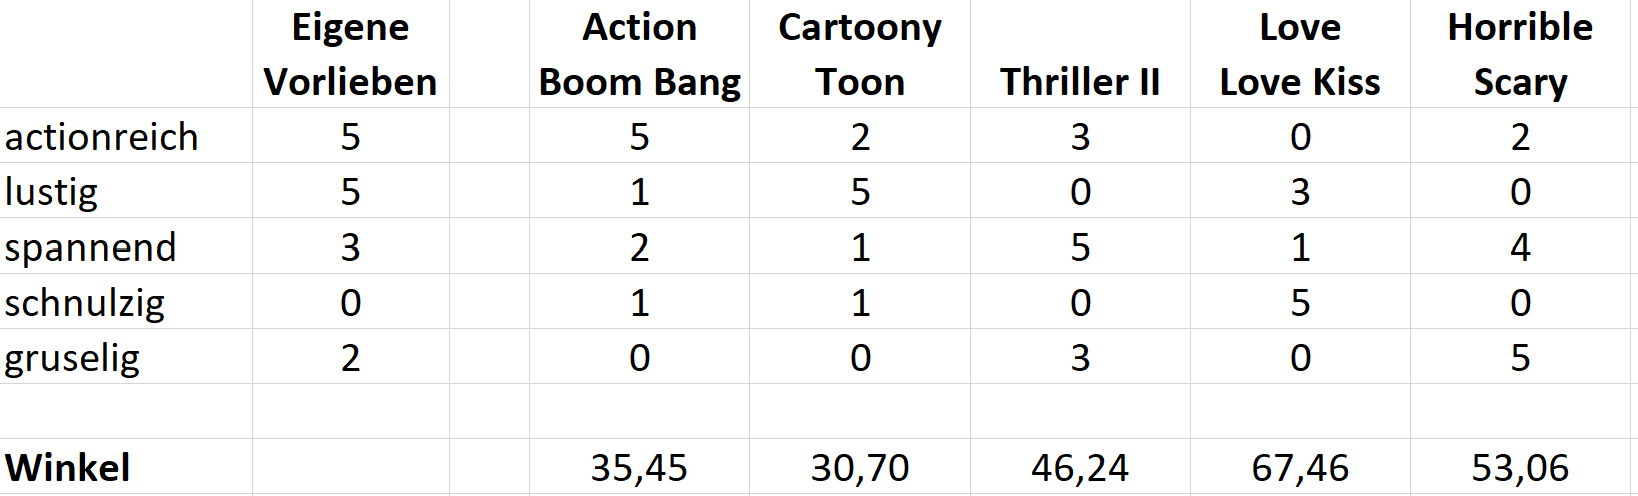 Eigene Vorlieben Action Boom Bang Cartoony Toon Thriller II Love Love Kiss Horrible Scary
actionreich 5 5 2 3 0 2
lustig 5 1 5 0 3 0
spannend 3 2 1 5 1 4
schnulzig 0 1 1 0 5 0
gruselig 2 0 0 3 0 5
Winkel 35,45 30,70 46,24 67,46 53,06